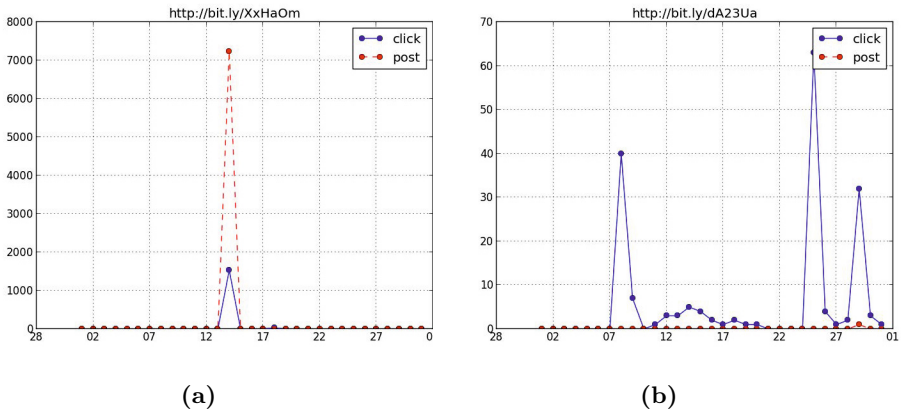 http://bit.ly/XxHaOm
8000
7000
6000
5000
4000
3000
2000
1000
0
28 02 07 12 17 22 27 0
click
post
(a)
http://bit.ly/dA23Ua
70
60
50
40
30
20
10
0
28 02 07 12 17 22 27 01
click
post
(b)